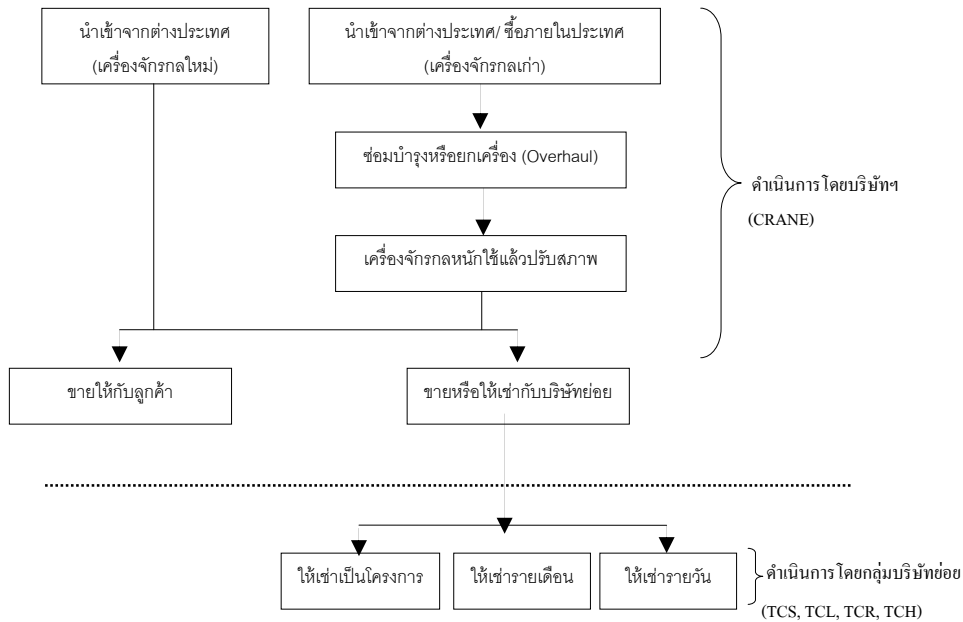 นำเข้าจากต่างประเทศ
(เครื่องจักรกลใหม่)
นำเข้าจากต่างประเทศ/ ซื้อภายในประเทศ
(เครื่องจักรกลเก่า)
ซ่อมบำรุงหรือยกเครื่อง (Overhaul)
ดำเนินการโดยบริษัทฯ
(CRANE)
เครื่องจักรกลหนักใช้แล้วปรับสภาพ
ขายให้กับลูกค้า
ขายหรือให้เช่ากับบริษัทย่อย
ให้เช่าเป็นโครงการ
ให้เช่ารายเดือน
ให้เช่ารายวัน
ดำเนินการโดยกลุ่มบริษัทย่อย
(TCS, TCL, TCR, TCH)